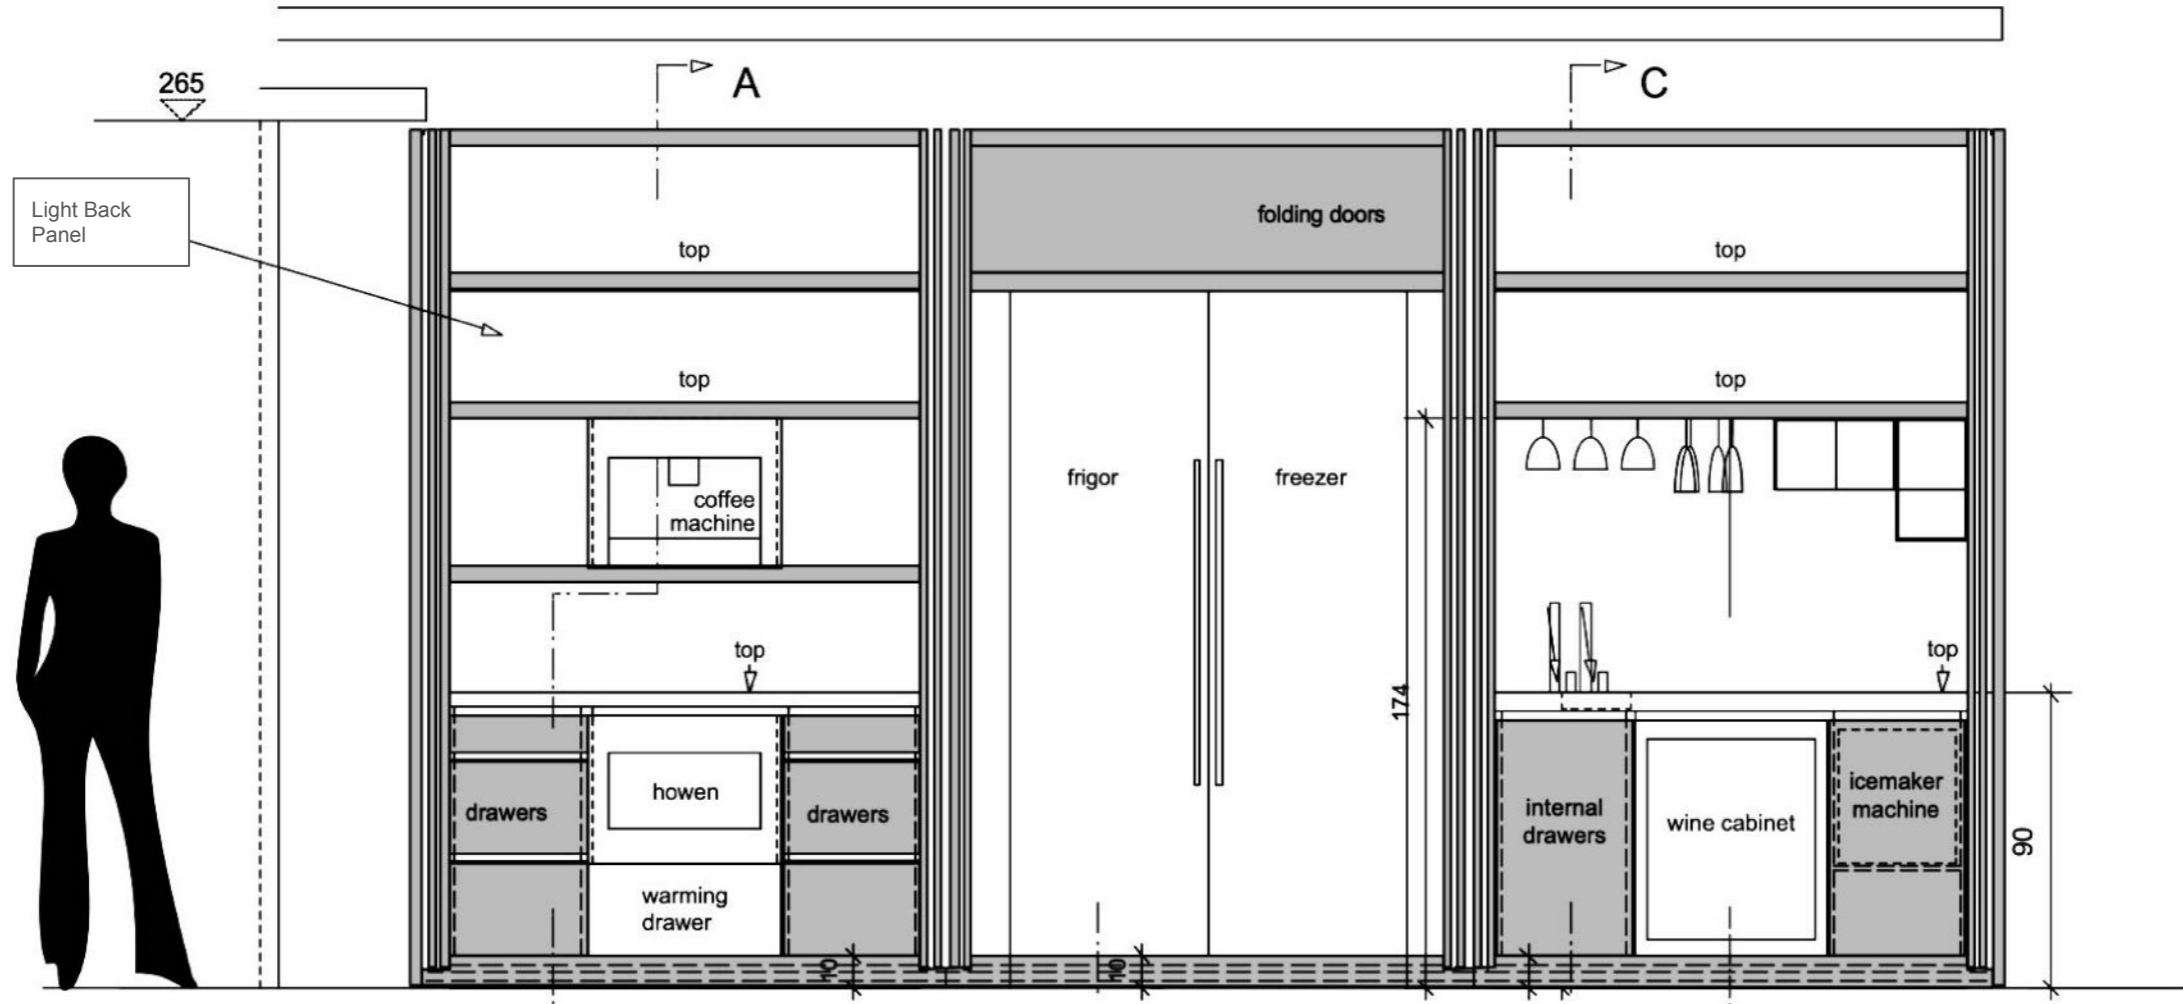 265
A
C
Light Back
Panel
folding doors
top
top
top
top
frigor
freezer
coffee
machine
top
top
174
drawers
howen
drawers
internal
drawers
wine cabinet
icemaker
machine
90
warming
drawer
10
10